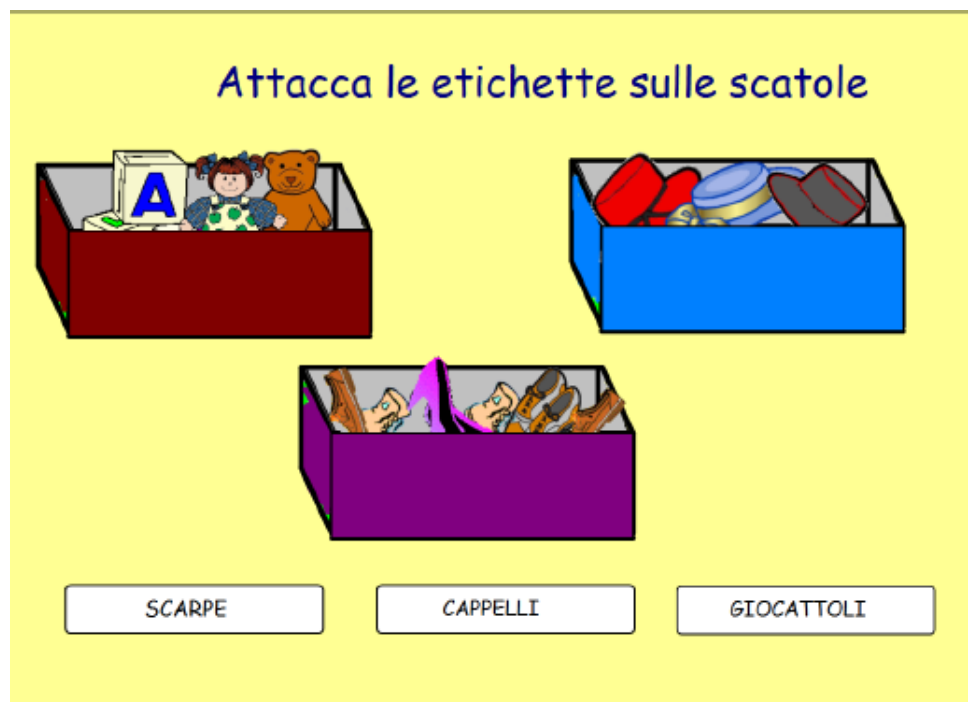 Attacca le etichette sulle scatole
A
SCARPE
CAPPELLI
GIOCATTOLI